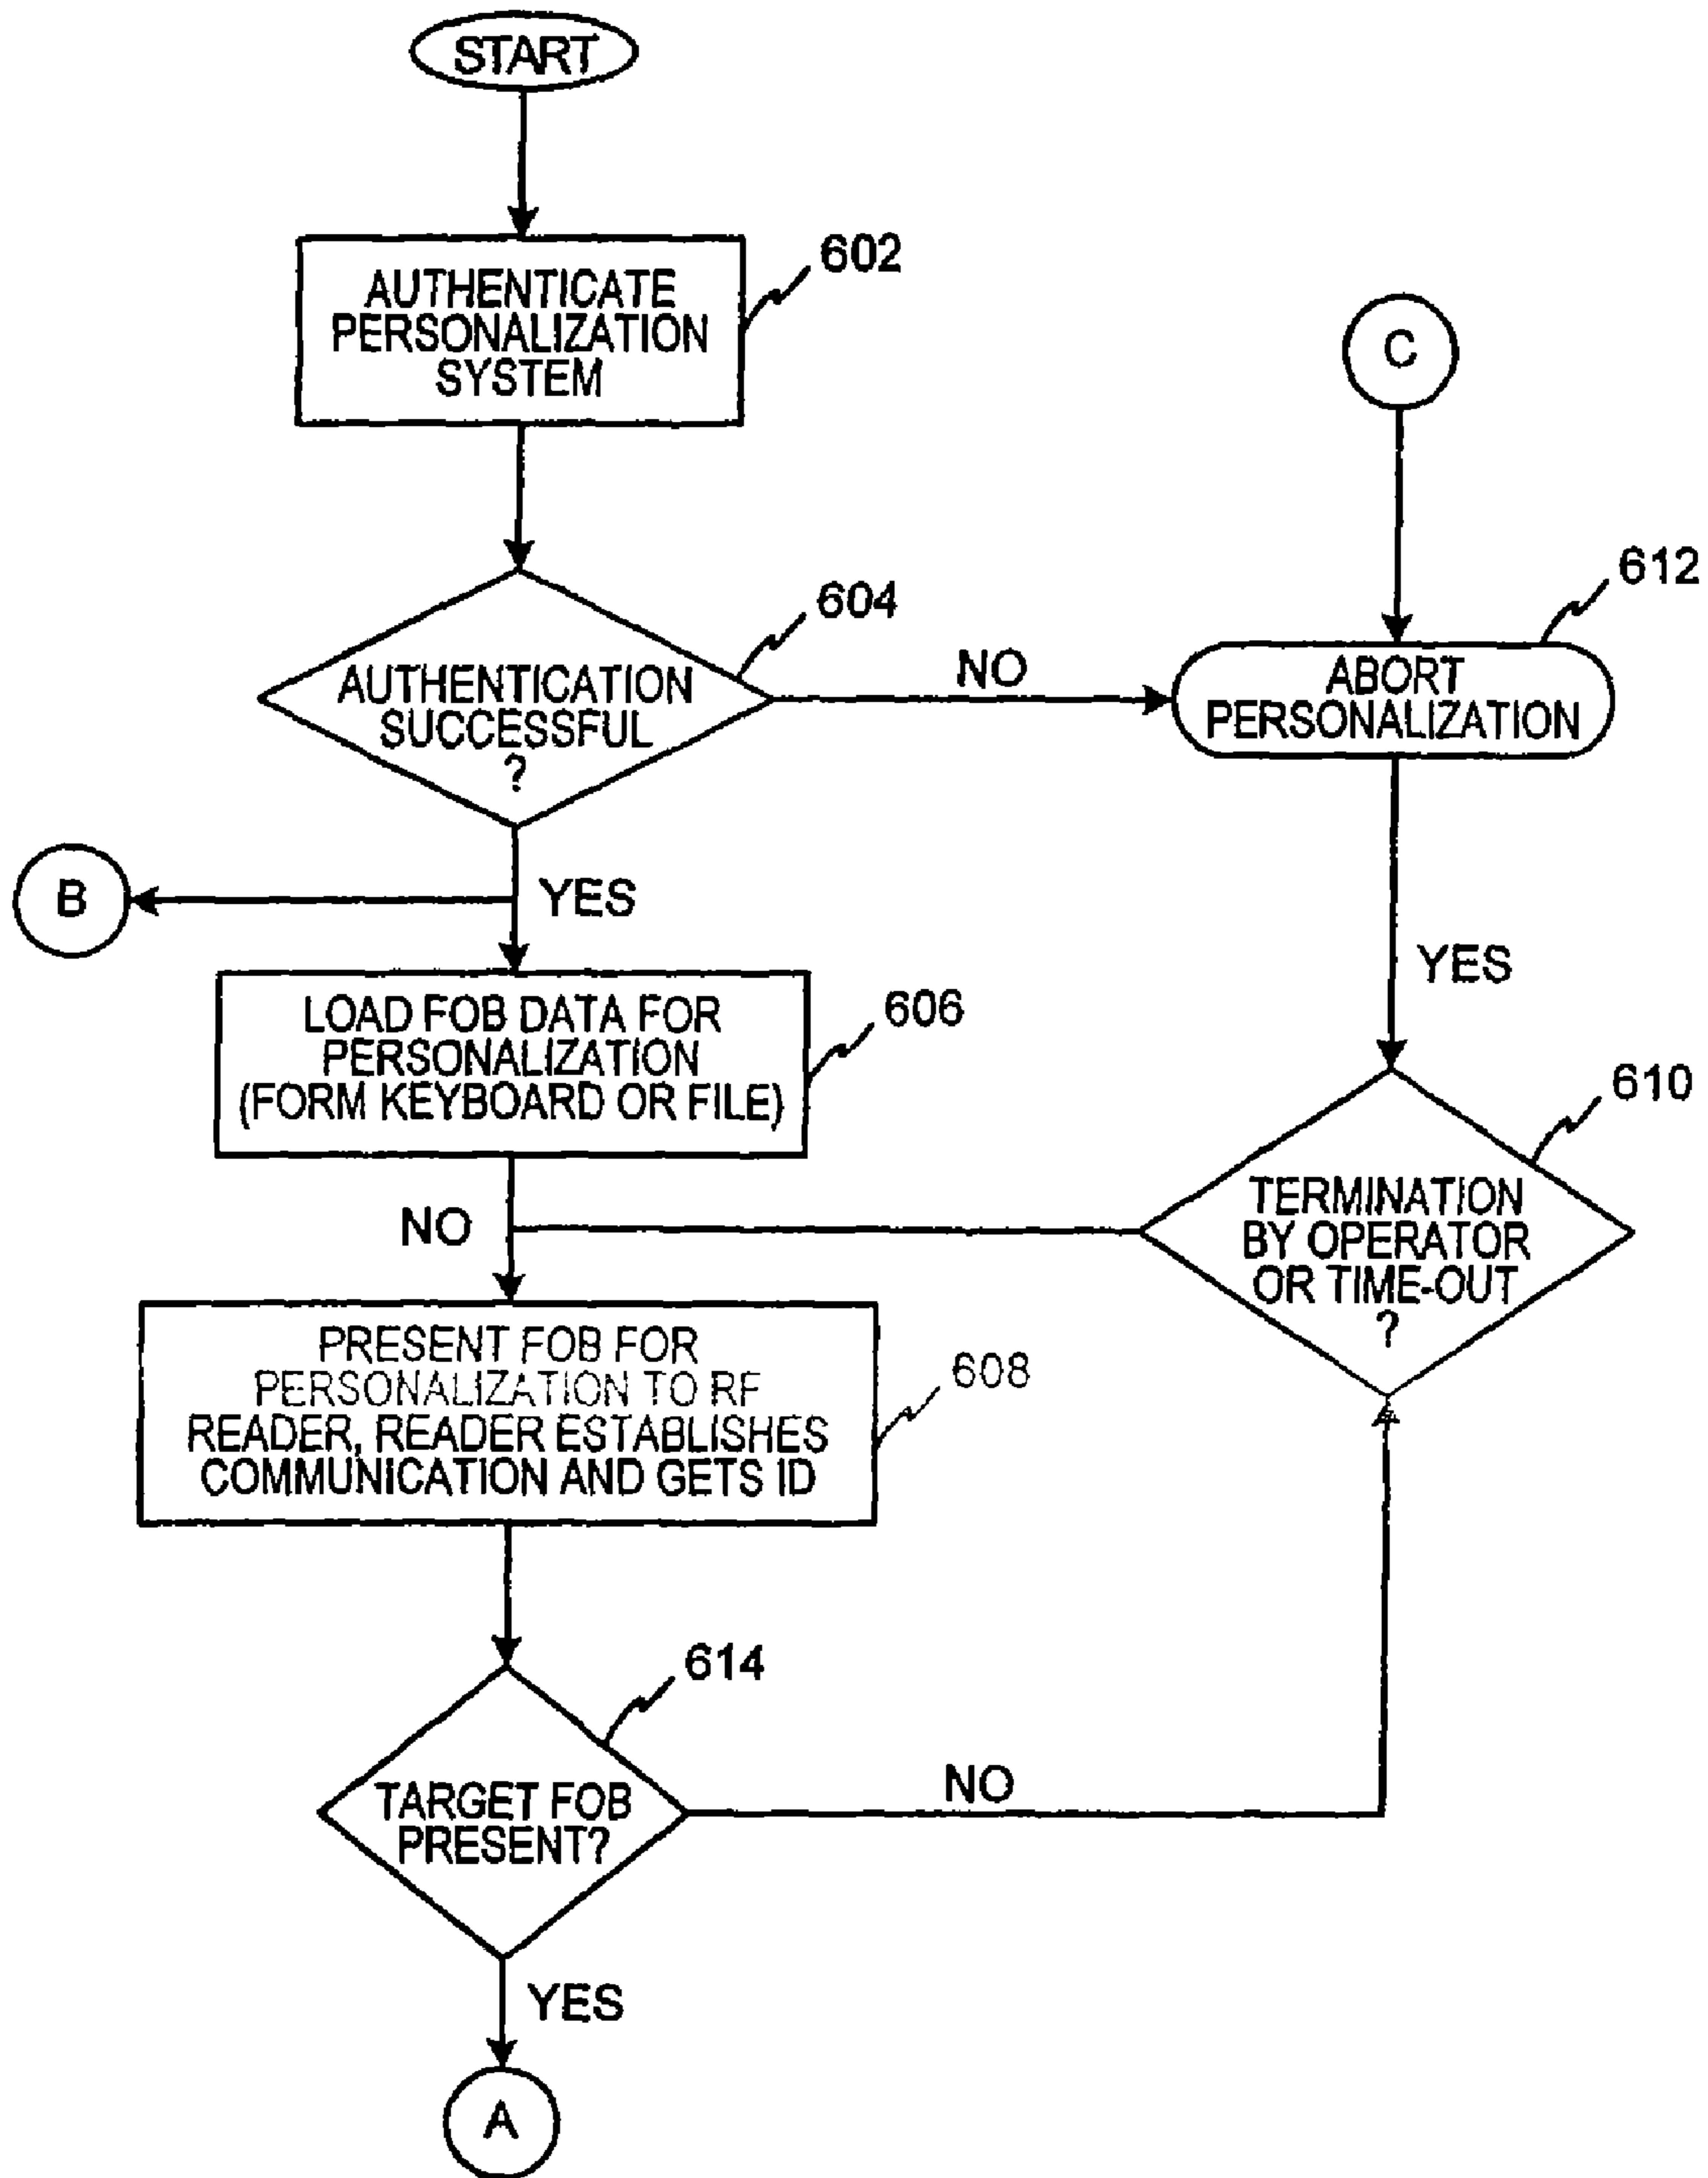 START
602
AUTHENTICATE
PERSONALIZATION
SYSTEM
C
612
604
NO
AUTHENTICATION
SUCCESSFUL
?
ABORT
PERSONALIZATION
B
YES
YES
606
LOAD FOB DATA FOR
PERSONALIZATION
(FORM KEYBOARD OR FILE)
610
NO
TERMINATION
BY OPERATOR
OR TIME-OUT
?
608
PRESENT FOB FOR
PERSONALIZATION TO RF
READER, READER ESTABLISHES
COMMUNICATION AND GETS ID
614
TARGET FOB
PRESENT?
NO
YES
A